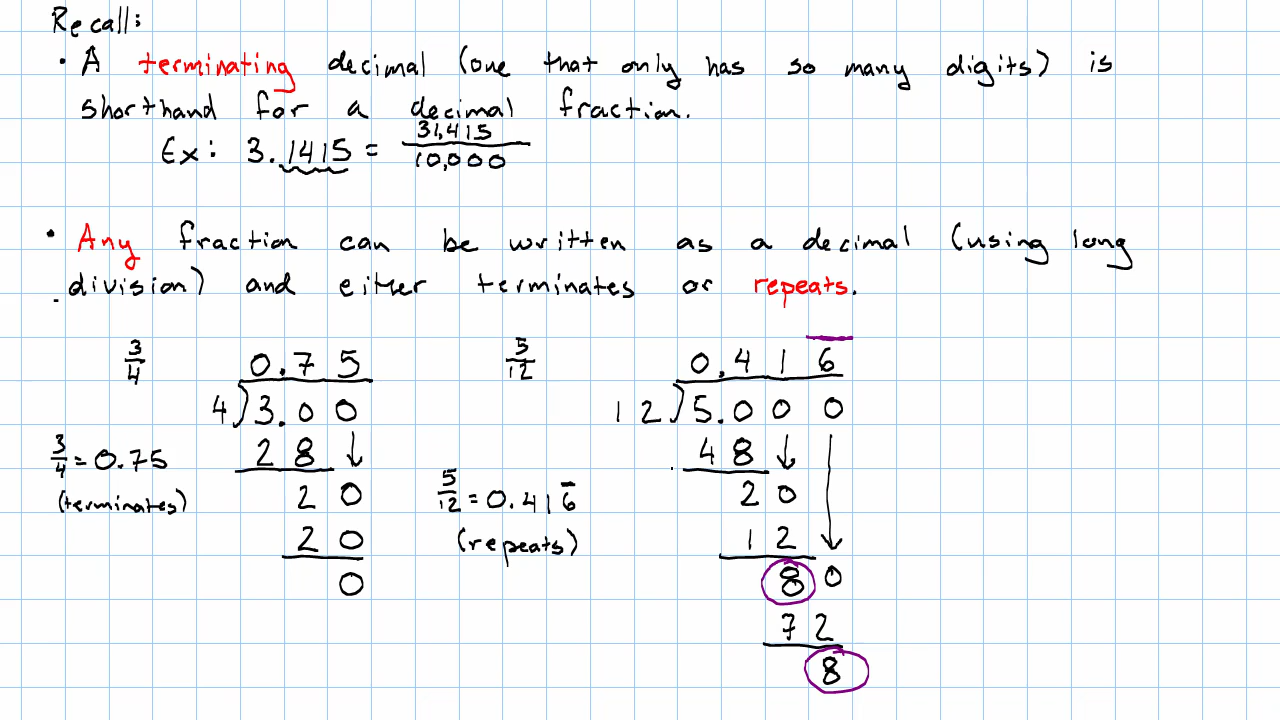 Recall:
• A terminating decimal (one that only has so many digits) is
shorthand for a decimal fraction.
Ex: 3.1415 = 31,415/10,000
• Any fraction can be written as a decimal (using long
division) and either terminates or repeats.
3/4
0.75
4)3.00
28↓
20
20
0
3/4 = 0.75
(terminates)
5/12
0.416̅
12)5.000
48↓
20
12↓
80
72
8
5/12 = 0.416̅
(repeats)